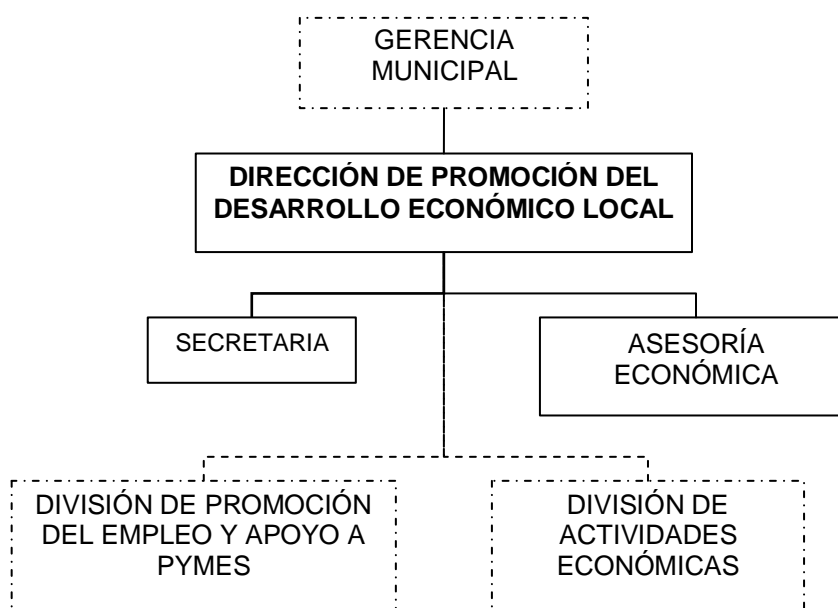 GERENCIA
MUNICIPAL
DIRECCIÓN DE PROMOCIÓN DEL
DESARROLLO ECONÓMICO LOCAL
SECRETARIA
ASESORÍA
ECONÓMICA
DIVISIÓN DE PROMOCIÓN
DEL EMPLEO Y APOYO A
PYMES
DIVISIÓN DE
ACTIVIDADES
ECONÓMICAS